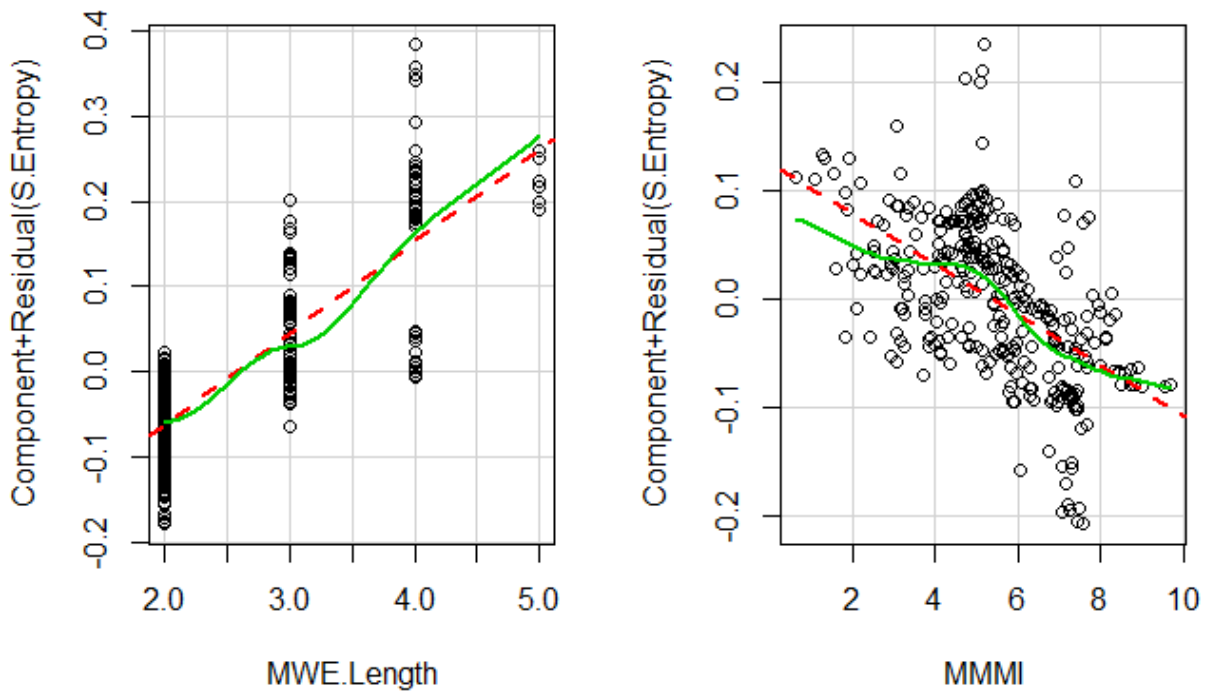 Component+Residual(S.Entropy)
0.4
0.3
0.2
0.1
0.0
-0.1
-0.2
2.0 3.0 4.0 5.0
MWE.Length
Component+Residual(S.Entropy)
0.2
0.1
0.0
-0.1
-0.2
2 4 6 8 10
MMMI